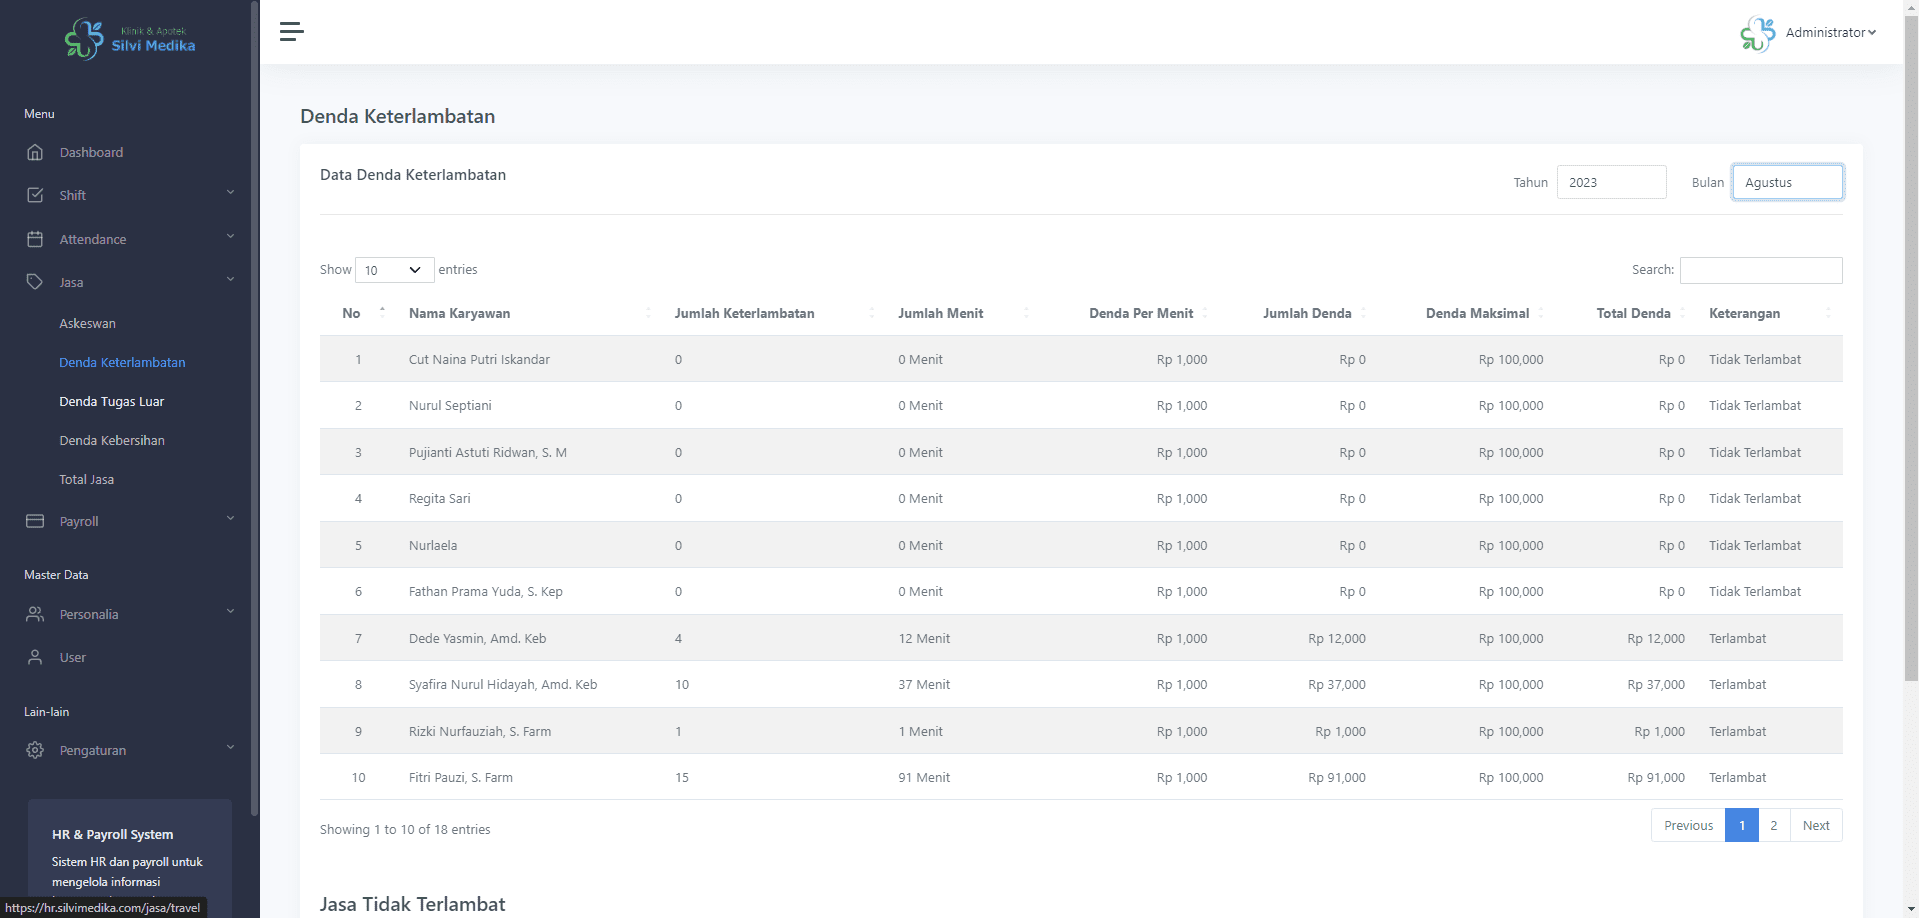 Klinik & Apotek
Silvi Medika
Administrator
Menu
Dashboard
Shift
Attendance
Jasa
Askeswan
Denda Keterlambatan
Denda Tugas Luar
Denda Kebersihan
Total Jasa
Payroll
Master Data
Personalia
User
Lain-lain
Pengaturan
HR & Payroll System
Sistem HR dan payroll untuk
mengelola informasi
https://hr.silvimedika.com/jasa/travel
Denda Keterlambatan
Data Denda Keterlambatan
Tahun 2023 Bulan Agustus
Show 10 entries Search:
No Nama Karyawan Jumlah Keterlambatan Jumlah Menit Denda Per Menit Jumlah Denda Denda Maksimal Total Denda Keterangan
1 Cut Naina Putri Iskandar 0 0 Menit Rp 1,000 Rp 0 Rp 100,000 Rp 0 Tidak Terlambat
2 Nurul Septiani 0 0 Menit Rp 1,000 Rp 0 Rp 100,000 Rp 0 Tidak Terlambat
3 Pujianti Astuti Ridwan, S. M 0 0 Menit Rp 1,000 Rp 0 Rp 100,000 Rp 0 Tidak Terlambat
4 Regita Sari 0 0 Menit Rp 1,000 Rp 0 Rp 100,000 Rp 0 Tidak Terlambat
5 Nurlaela 0 0 Menit Rp 1,000 Rp 0 Rp 100,000 Rp 0 Tidak Terlambat
6 Fathan Prama Yuda, S. Kep 0 0 Menit Rp 1,000 Rp 0 Rp 100,000 Rp 0 Tidak Terlambat
7 Dede Yasmin, Amd. Keb 4 12 Menit Rp 1,000 Rp 12,000 Rp 100,000 Rp 12,000 Terlambat
8 Syafira Nurul Hidayah, Amd. Keb 10 37 Menit Rp 1,000 Rp 37,000 Rp 100,000 Rp 37,000 Terlambat
9 Rizki Nurfauziah, S. Farm 1 1 Menit Rp 1,000 Rp 1,000 Rp 100,000 Rp 1,000 Terlambat
10 Fitri Pauzi, S. Farm 15 91 Menit Rp 1,000 Rp 91,000 Rp 100,000 Rp 91,000 Terlambat
Showing 1 to 10 of 18 entries Previous 1 2 Next
Jasa Tidak Terlambat